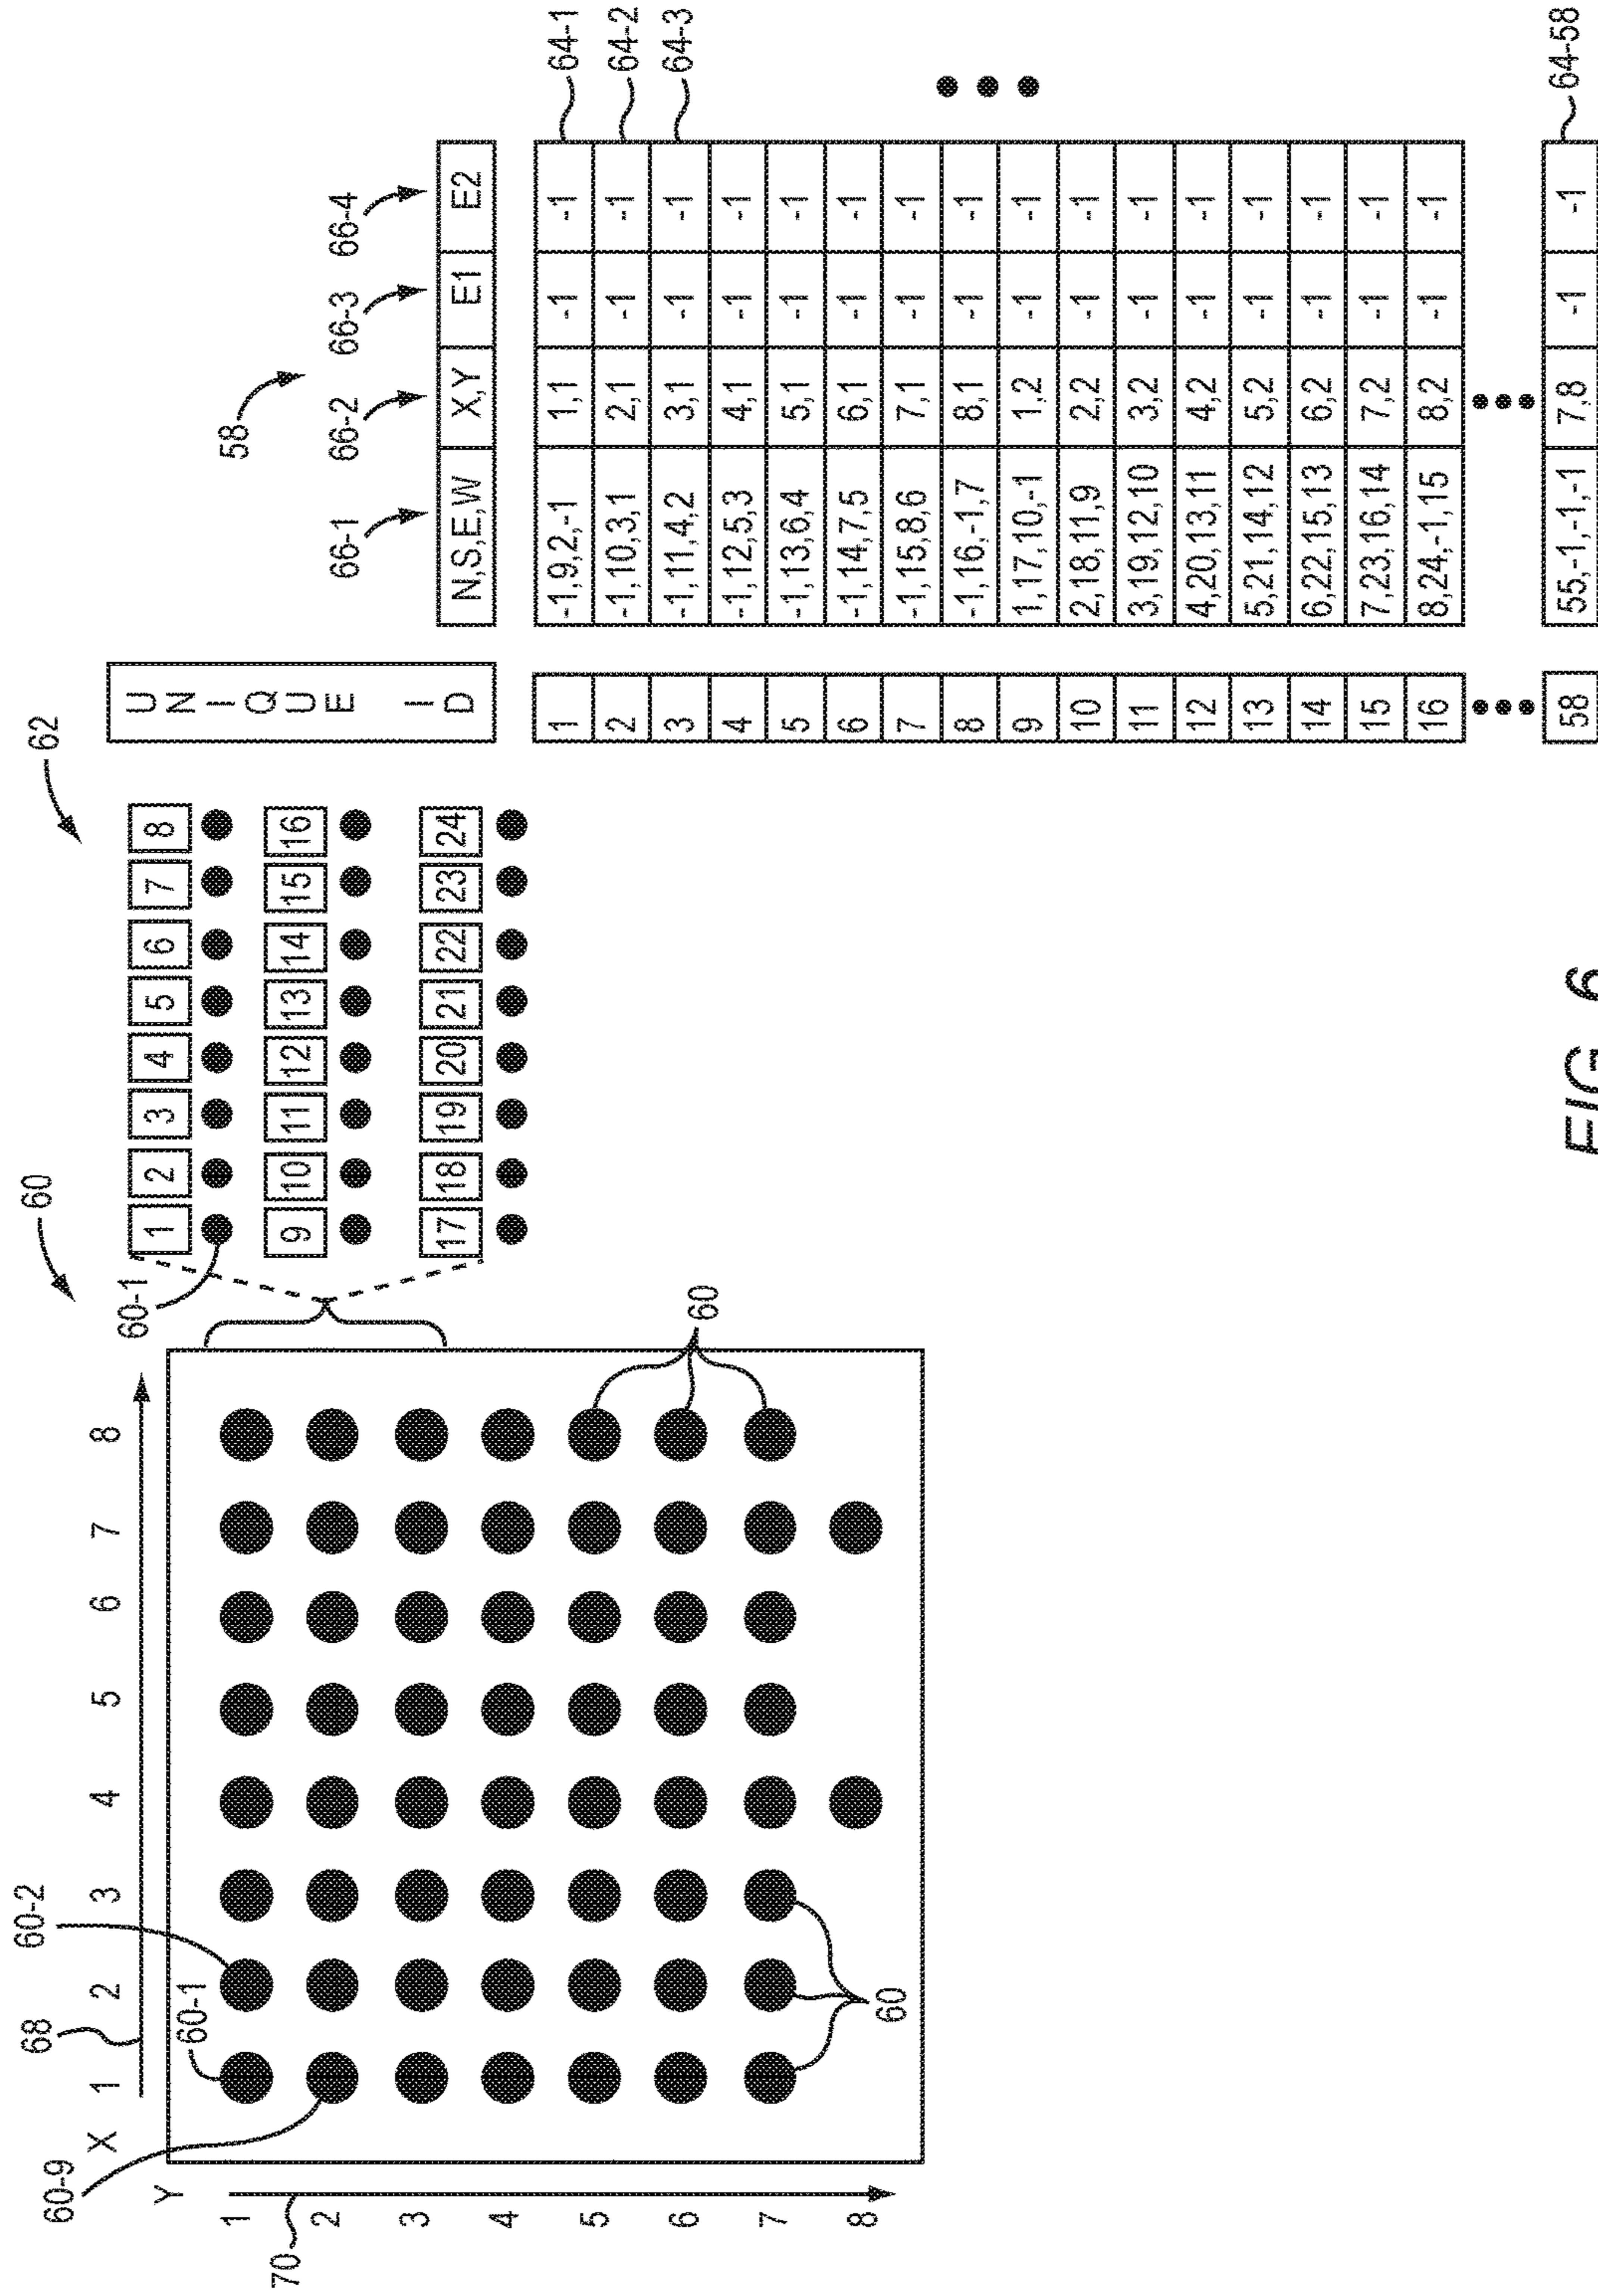 60
62
58
68
60-2
X 1 2 3 4 5 6 7 8
60-1
1 2 3 4 5 6 7 8
60-9
60-1
9 10 11 12 13 14 15 16
17 18 19 20 21 22 23 24
Y
70
1
2
3
4
5
6
7
8
60
60
66-1 66-2 66-3 66-4
UNIQUE ID N,S,E,W X,Y E1 E2
1 -1,9,2,-1 1,1 -1 -1 64-1
2 -1,10,3,1 2,1 -1 -1 64-2
3 -1,11,4,2 3,1 -1 -1 64-3
4 -1,12,5,3 4,1 -1 -1
5 -1,13,6,4 5,1 -1 -1
6 -1,14,7,5 6,1 -1 -1
7 -1,15,8,6 7,1 -1 -1
8 -1,16,-1,7 8,1 -1 -1
9 1,17,10,-1 1,2 -1 -1
10 2,18,11,9 2,2 -1 -1
11 3,19,12,10 3,2 -1 -1
12 4,20,13,11 4,2 -1 -1
13 5,21,14,12 5,2 -1 -1
14 6,22,15,13 6,2 -1 -1
15 7,23,16,14 7,2 -1 -1
16 8,24,-1,15 8,2 -1 -1
58 55,-1,-1,-1 7,8 -1 -1 64-58
FIG. 6